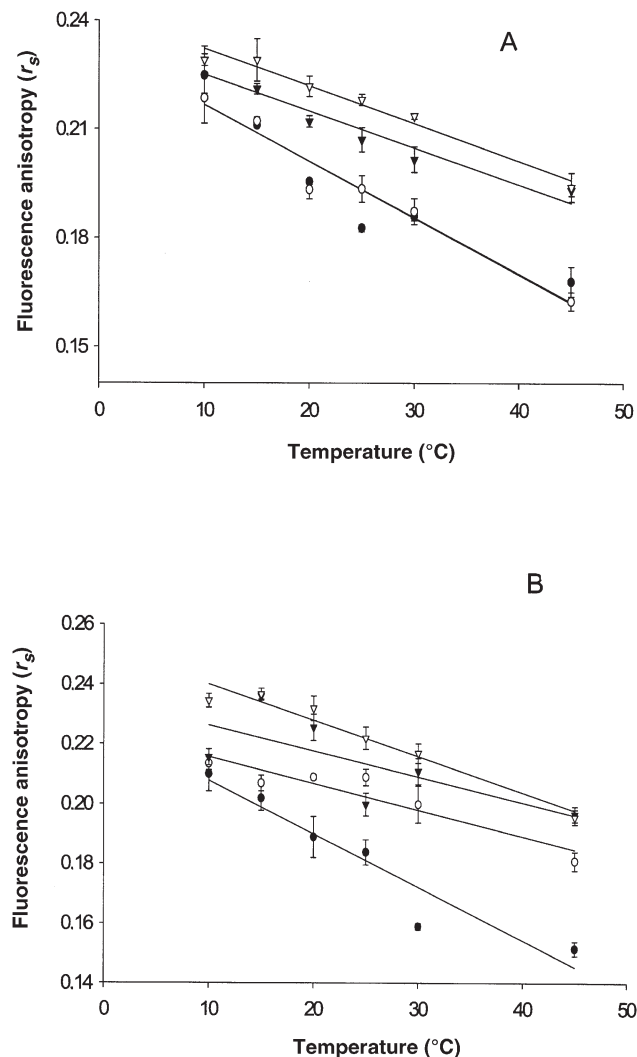 A
Fluorescence anisotropy (rs)
0.24
0.21
0.18
0.15
0 10 20 30 40 50
Temperature (°C)
B
Fluorescence anisotropy (rs)
0.26
0.24
0.22
0.20
0.18
0.16
0.14
0 10 20 30 40 50
Temperature (°C)